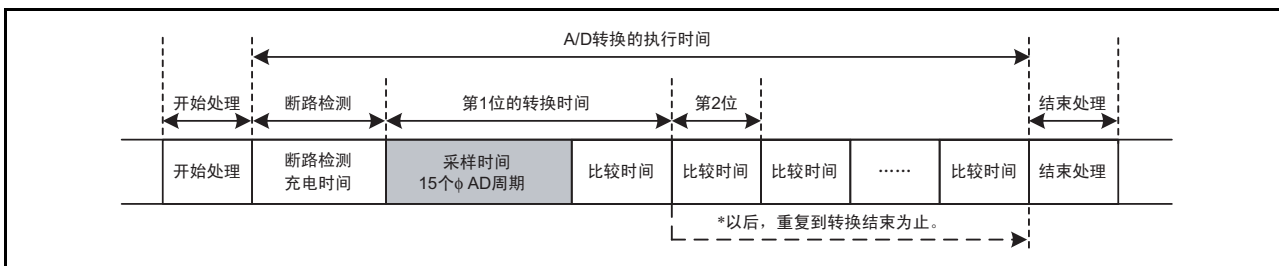 A/D转换的执行时间
开始处理 断路检测 第1位的转换时间 第2位 结束处理
开始处理 断路检测 充电时间 采样时间 15个ϕ AD周期 比较时间 比较时间 比较时间 …… 比较时间 结束处理
*以后，重复到转换结束为止。